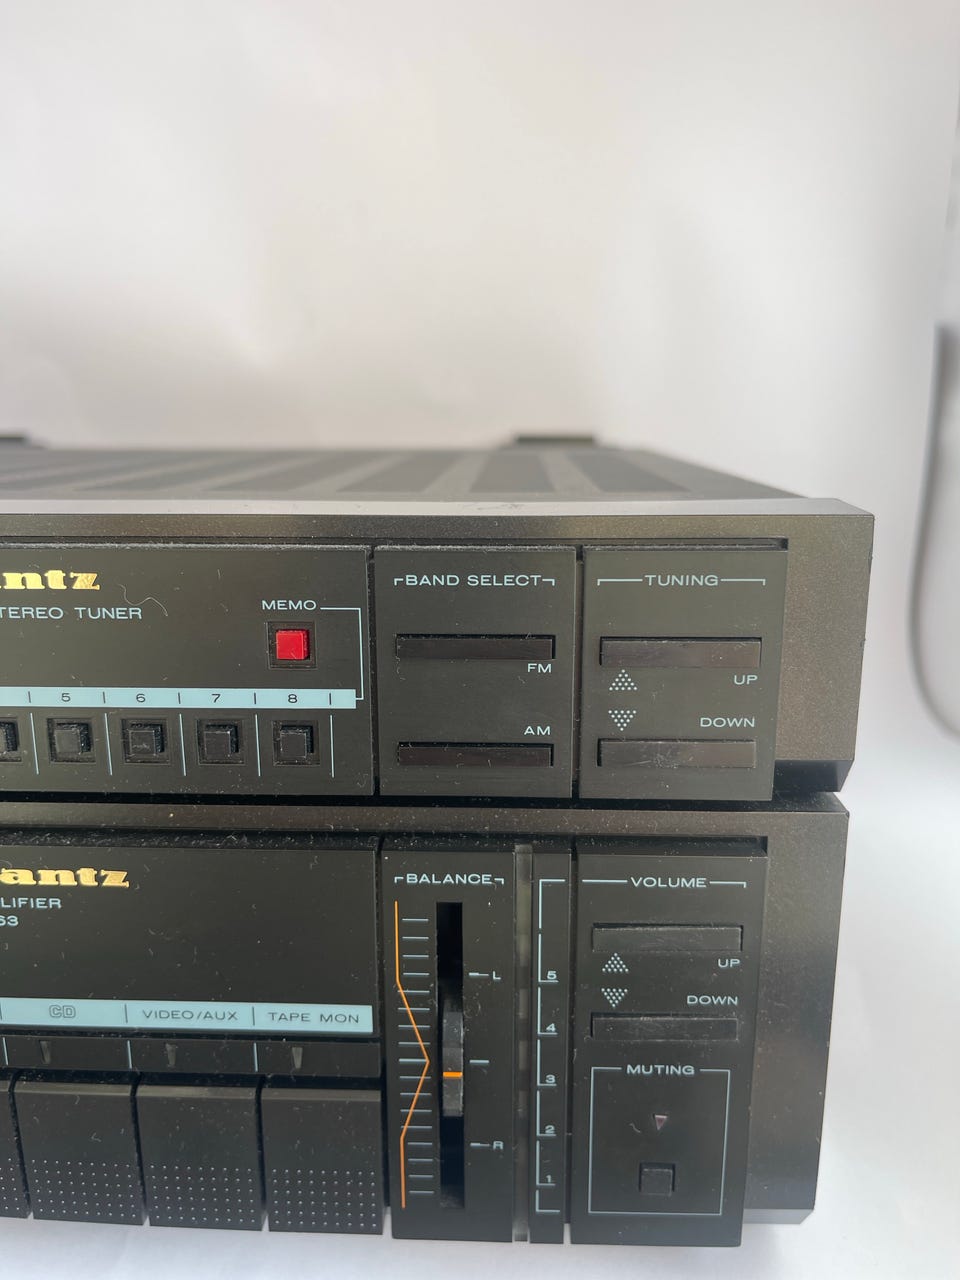 ntz
TEREO TUNER
MEMO
5 6 7 8
BAND SELECT
FM
AM
TUNING
UP
DOWN
antz
LIFIER
63
CD
VIDEO/AUX
TAPE MON
BALANCE
L
R
5
4
3
2
1
VOLUME
UP
DOWN
MUTING